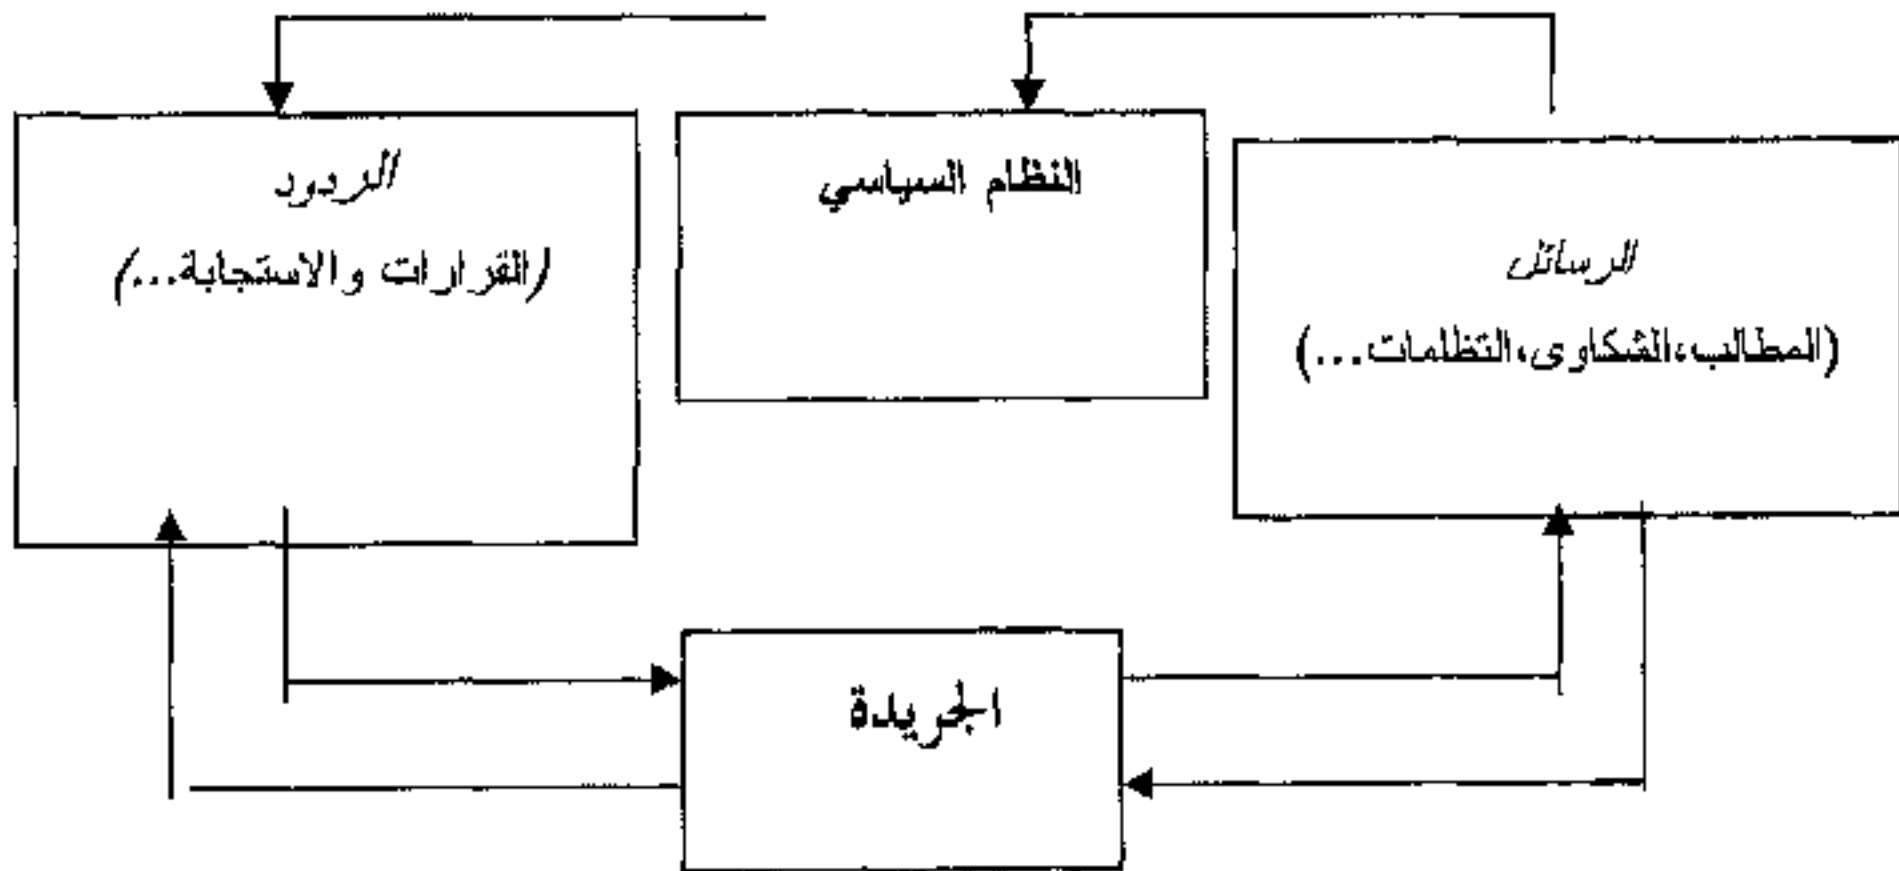 الرسائل
(المطالب،الشكاوى،التظلمات...)
النظام السياسي
الردود
(القرارات والاستجابة...)
الجريدة